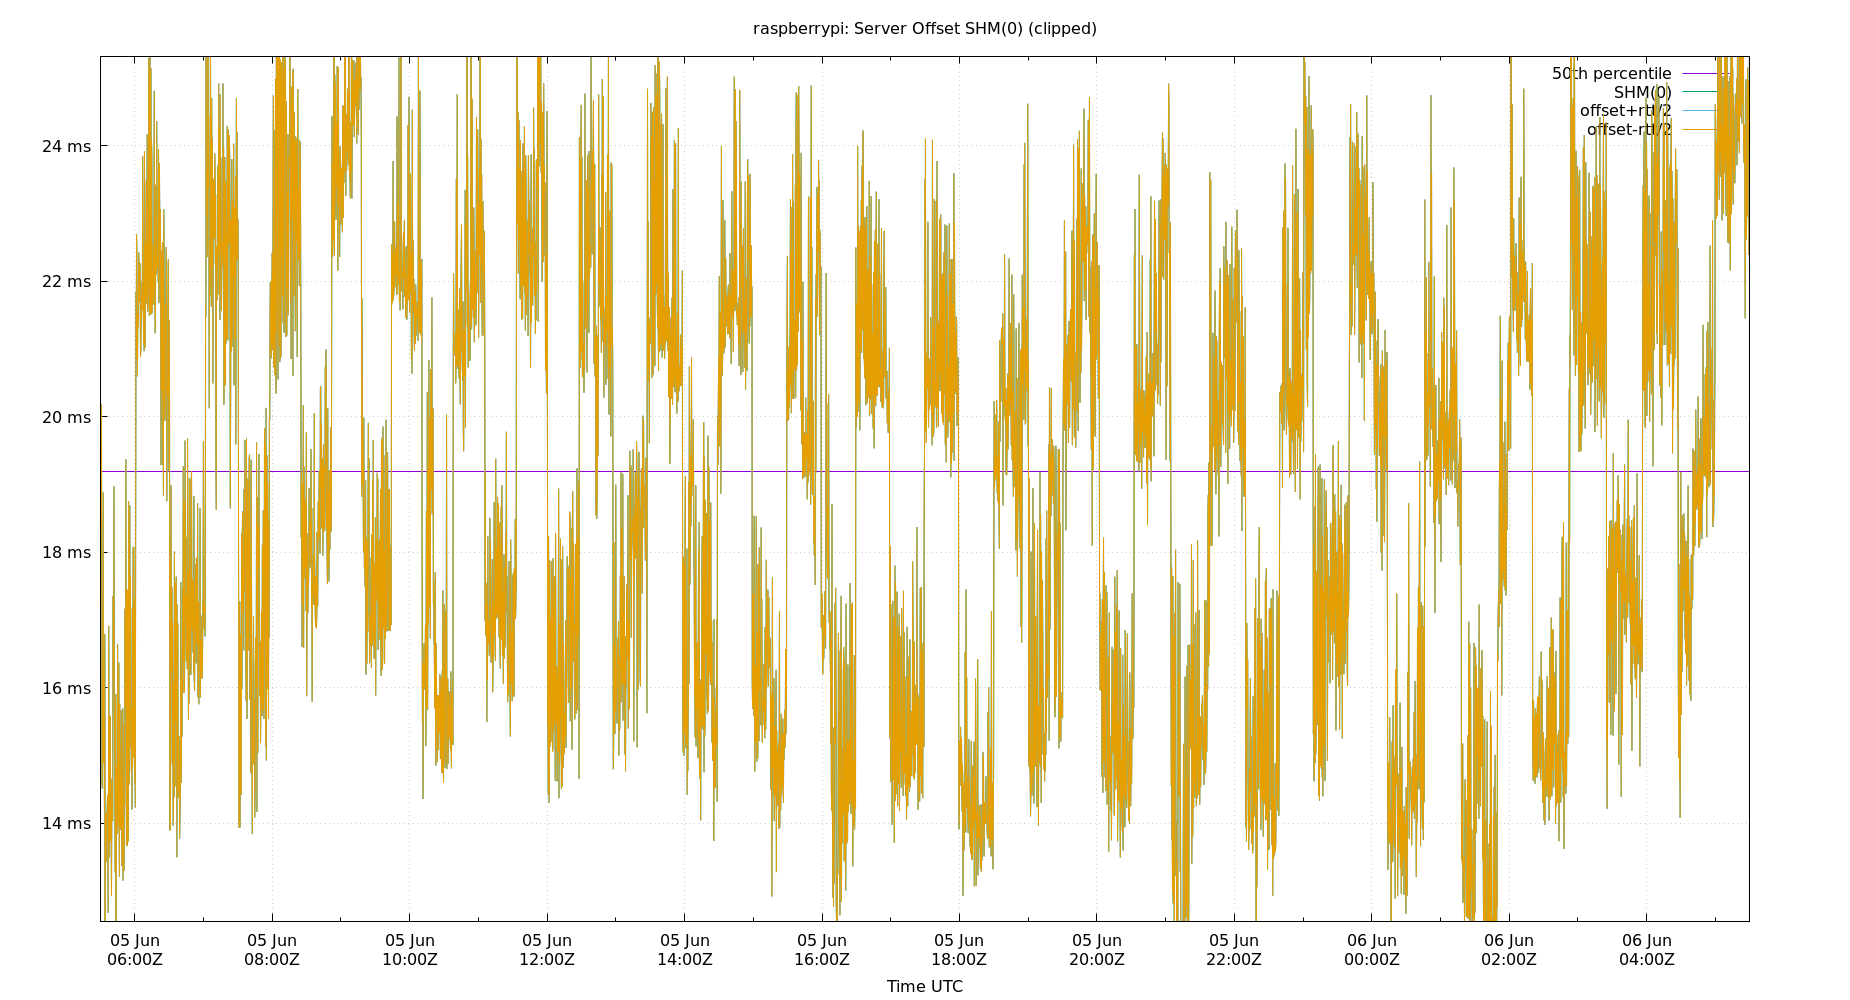 raspberrypi: Server Offset SHM(0) (clipped)
50th percentile
SHM(0)
offset+rtt/2
offset-rtt/2
24 ms
22 ms
20 ms
18 ms
16 ms
14 ms
05 Jun 05 Jun 05 Jun 05 Jun 05 Jun 05 Jun 05 Jun 05 Jun 05 Jun 06 Jun 06 Jun 06 Jun
06:00Z 08:00Z 10:00Z 12:00Z 14:00Z 16:00Z 18:00Z 20:00Z 22:00Z 00:00Z 02:00Z 04:00Z
Time UTC